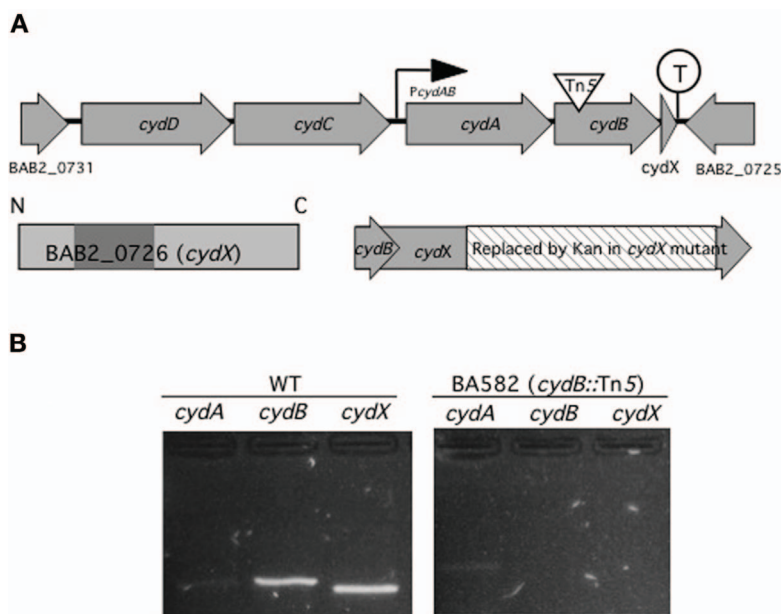 A
Tn5
T
PcydAB
cydD
cydC
cydA
cydB
BAB2_0731
cydX
BAB2_0725
N
C
BAB2_0726 (cydX)
cydB
cydX
Replaced by Kan in cydX mutant
B
WT
BA582 (cydB::Tn5)
cydA
cydB
cydX
cydA
cydB
cydX